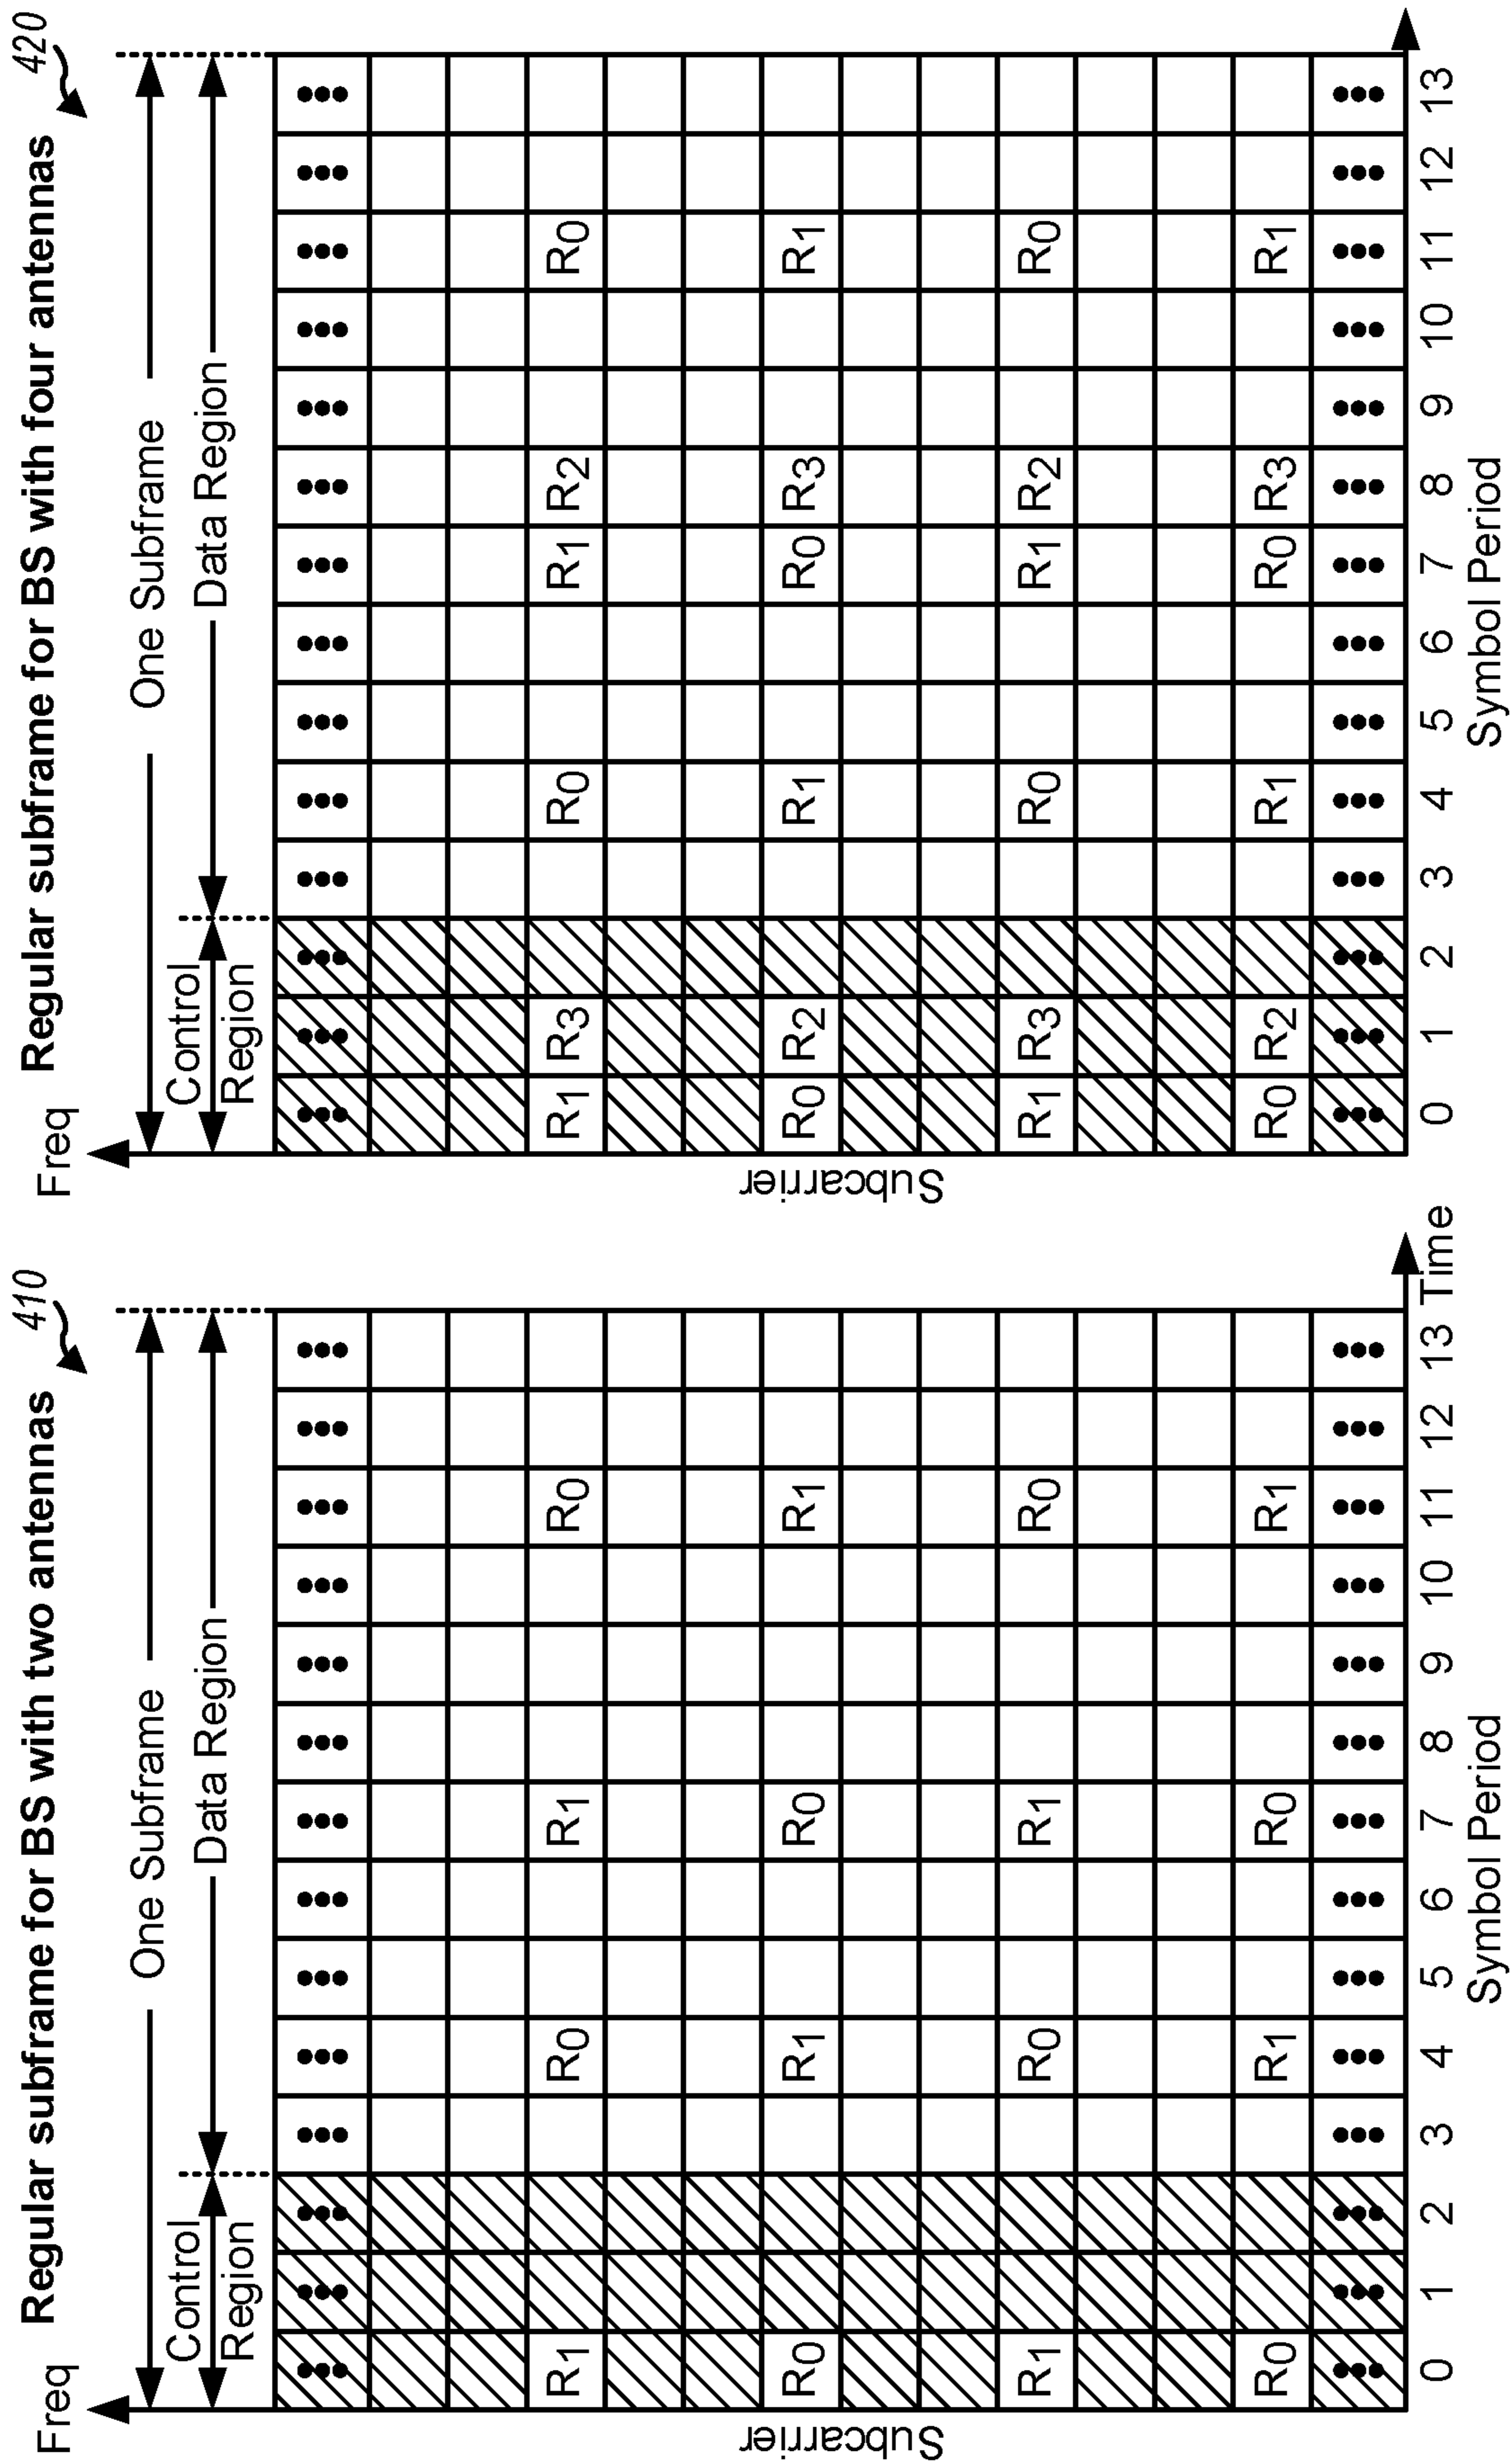 Regular subframe for BS with two antennas
410
Freq
One Subframe
Control Region
Data Region
Subcarrier
R1 R0 R1 R0
R0 R1 R0 R1
R1 R0 R1 R0
R0 R1 R0 R1
0 1 2 3 4 5 6 7 8 9 10 11 12 13
Time
Symbol Period
Regular subframe for BS with four antennas
420
Freq
One Subframe
Control Region
Data Region
Subcarrier
R1 R3 R0 R1 R2 R0
R0 R2 R1 R0 R3 R1
R1 R3 R0 R1 R2 R0
R0 R2 R1 R0 R3 R1
0 1 2 3 4 5 6 7 8 9 10 11 12 13
Symbol Period